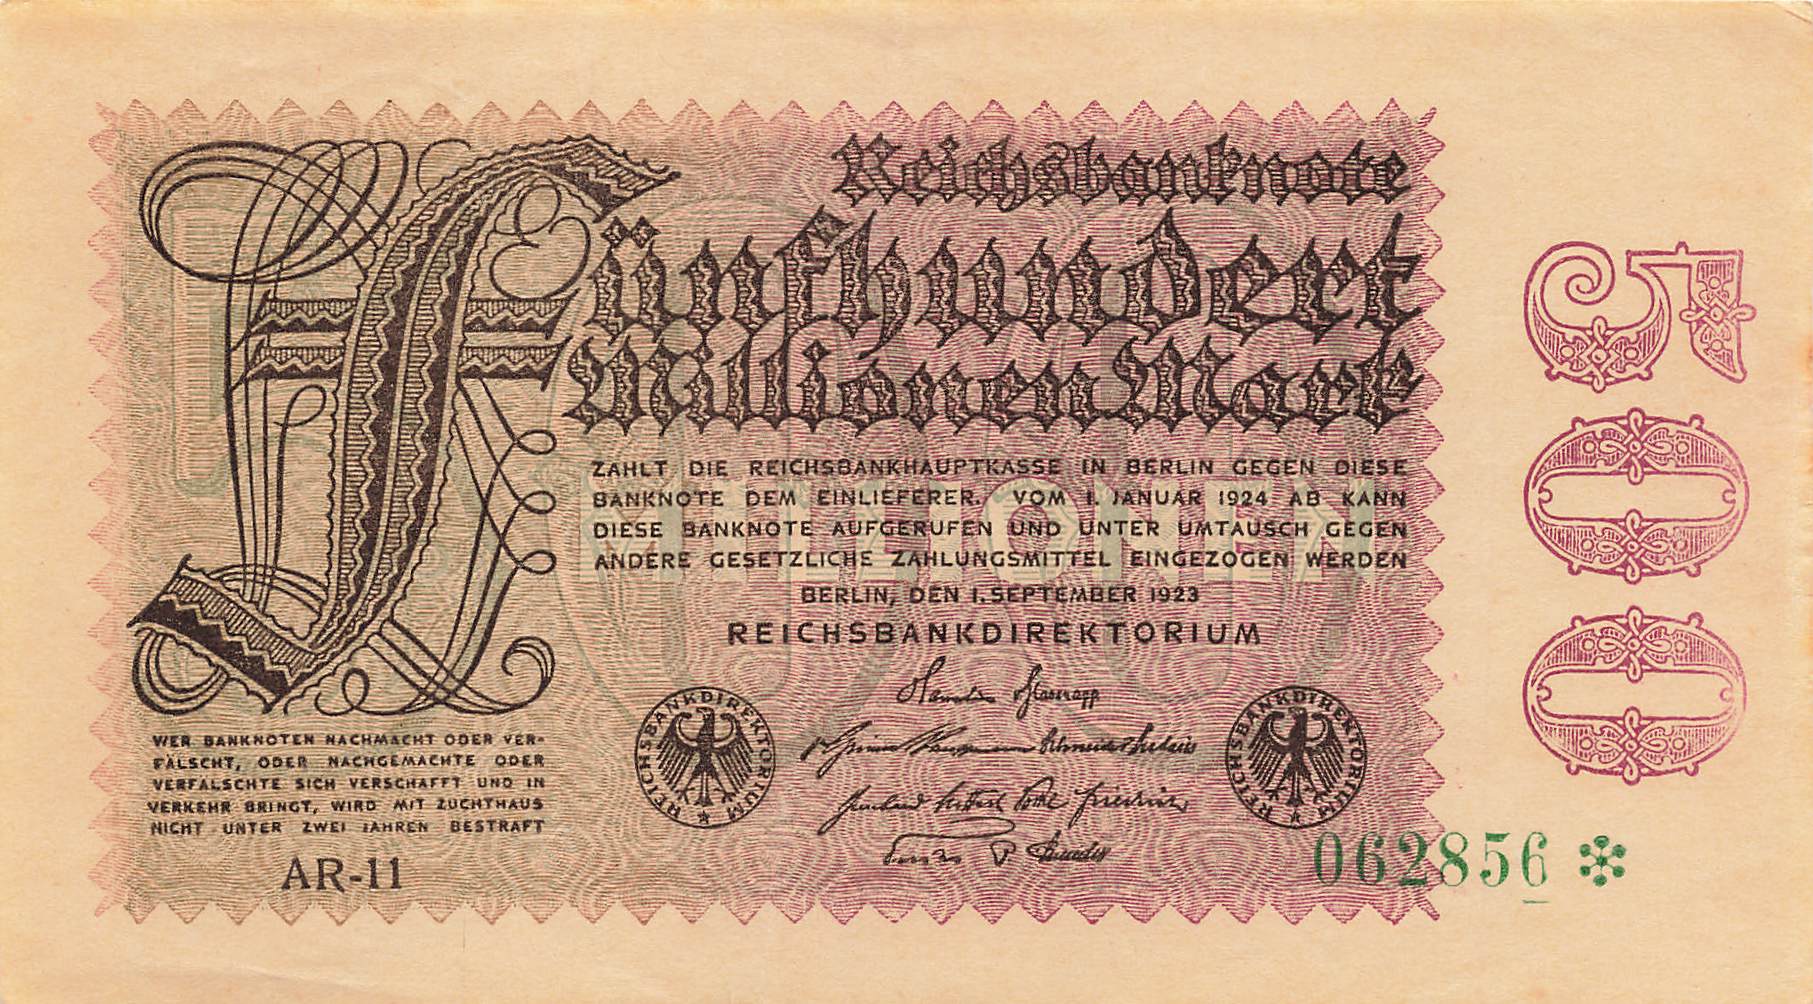 Reichsbanknote
Fünfhundert
Millionen Mark
ZAHLT DIE REICHSBANKHAUPTKASSE IN BERLIN GEGEN DIESE
BANKNOTE DEM EINLIEFERER. VOM 1. JANUAR 1924 AB KANN
DIESE BANKNOTE AUFGERUFEN UND UNTER UMTAUSCH GEGEN
ANDERE GESETZLICHE ZAHLUNGSMITTEL EINGEZOGEN WERDEN
BERLIN, DEN 1. SEPTEMBER 1923
REICHSBANKDIREKTORIUM
REICHSBANKDIREKTORIUM
REICHSBANKDIREKTORIUM
WER BANKNOTEN NACHMACHT ODER VER-
FÄLSCHT, ODER NACHGEMACHTE ODER
VERFÄLSCHTE SICH VERSCHAFFT UND IN
VERKEHR BRINGT, WIRD MIT ZUCHTHAUS
NICHT UNTER ZWEI JAHREN BESTRAFT
AR-11
500
MILLIONEN
062856 ✻